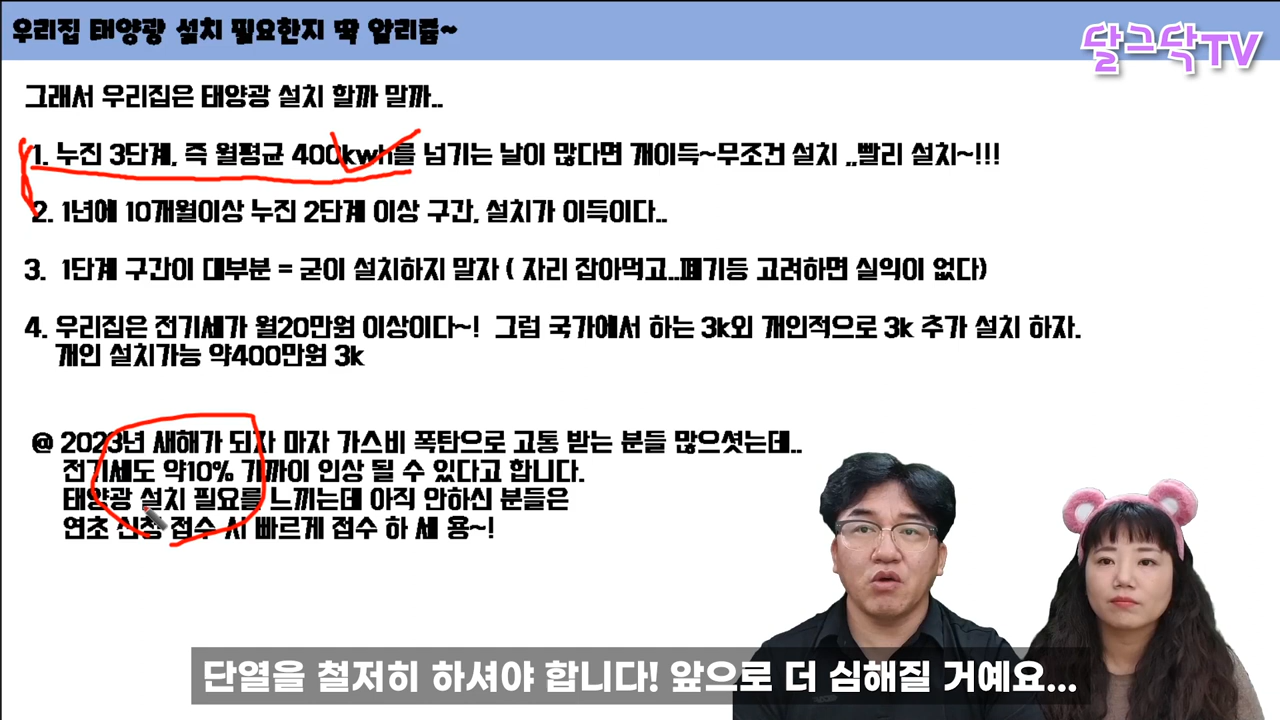 우리집 태양광 설치 필요한지 딱 알리줌~
달그닥TV
그래서 우리집은 태양광 설치 할까 말까..
1. 누진 3단계, 즉 월평균 400kwh를 넘기는 날이 많다면 개이득~무조건 설치 ..빨리 설치~!!!
2. 1년에 10개월이상 누진 2단계 이상 구간, 설치가 이득이다..
3. 1단계 구간이 대부분 = 굳이 설치하지 말자 ( 자리 잡아먹고..폐기등 고려하면 실익이 없다)
4. 우리집은 전기세가 월20만원 이상이다~! 그럼 국가에서 하는 3k외 개인적으로 3k 추가 설치 하자.
개인 설치가능 약400만원 3k
@ 2023년 새해가 되자 마자 가스비 폭탄으로 고통 받는 분들 많으셧는데..
전기세도 약10% 가까이 인상 될 수 있다고 합니다.
태양광 설치 필요를 느끼는데 아직 안하신 분들은
연초 신청 접수 시 빠르게 접수 하 세 용~!
단열을 철저히 하셔야 합니다! 앞으로 더 심해질 거예요...